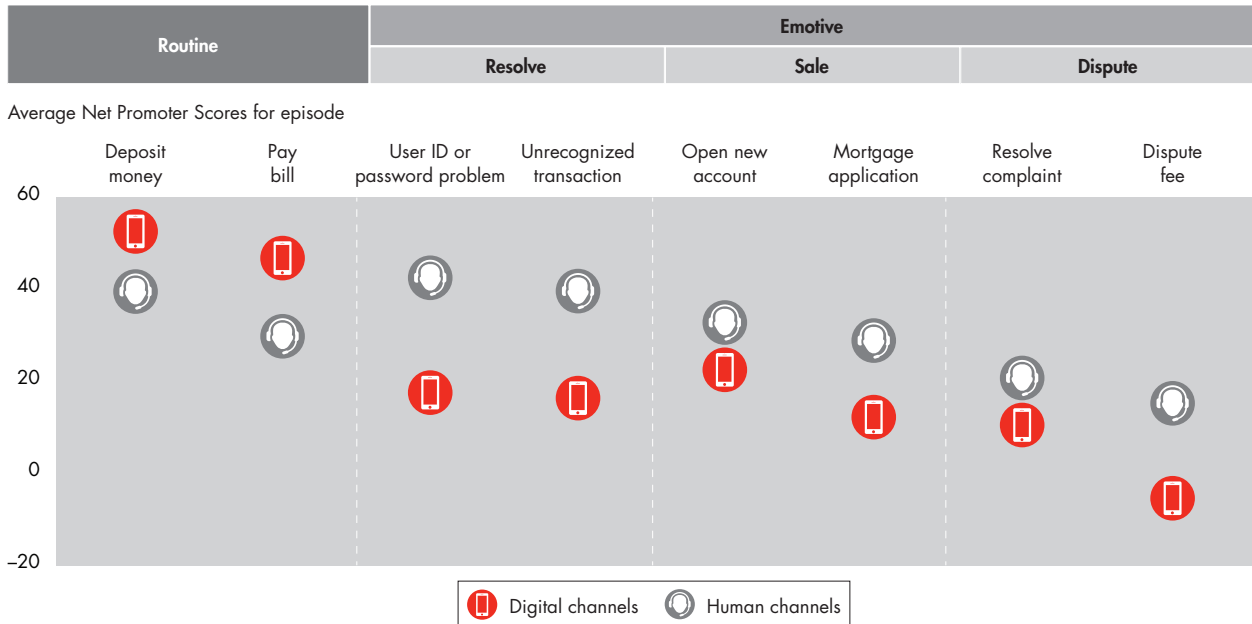 Routine
Emotive
Resolve
Sale
Dispute
Average Net Promoter Scores for episode
Deposit
money
Pay
bill
User ID or
password problem
Unrecognized
transaction
Open new
account
Mortgage
application
Resolve
complaint
Dispute
fee
60
40
20
0
–20
Digital channels
Human channels